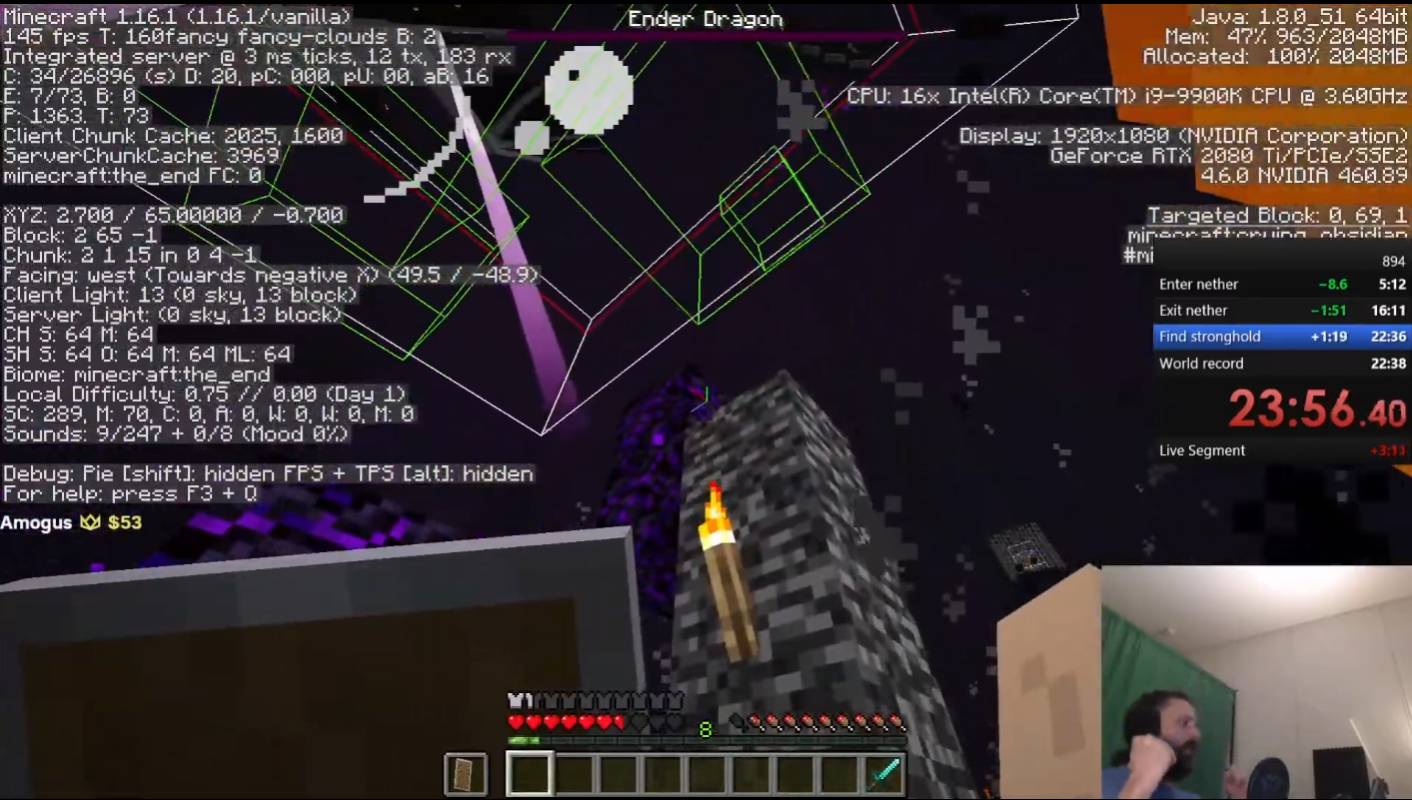 Minecraft 1.16.1 (1.16.1/vanilla)
145 fps T: 160fancy fancy-clouds B: 2
Integrated server @ 3 ms ticks, 12 tx, 183 rx
C: 34/26896 (s) D: 20, pC: 000, pU: 00, aB: 16
E: 7/73, B: 0
P: 1363. T: 73
Client Chunk Cache: 2025, 1600
ServerChunkCache: 3969
minecraft:the_end FC: 0
XYZ: 2.700 / 65.00000 / -0.700
Block: 2 65 -1
Chunk: 2 1 15 in 0 4 -1
Facing: west (Towards negative X) (49.5 / -48.9)
Client Light: 13 (0 sky, 13 block)
Server Light: (0 sky, 13 block)
CH S: 64 M: 64
SH S: 64 O: 64 M: 64 ML: 64
Biome: minecraft:the_end
Local Difficulty: 0.75 // 0.00 (Day 1)
SC: 289, M: 70, C: 0, A: 0, W: 0, W: 0, M: 0
Sounds: 9/247 + 0/8 (Mood 0%)
Debug: Pie [shift]: hidden FPS + TPS [alt]: hidden
For help: press F3 + Q
Amogus $53
Ender Dragon
Java: 1.8.0_51 64bit
Mem: 47% 963/2048MB
Allocated: 100% 2048MB
CPU: 16x Intel(R) Core(TM) i9-9900K CPU @ 3.60GHz
Display: 1920x1080 (NVIDIA Corporation)
GeForce RTX 2080 Ti/PCIe/SSE2
4.6.0 NVIDIA 460.89
Targeted Block: 0, 69, 1
minecraft:crying_obsidian
#mi
894
Enter nether -8.6 5:12
Exit nether -1:51 16:11
Find stronghold +1:19 22:36
World record 22:38
23:56.40
Live Segment +3:13
8